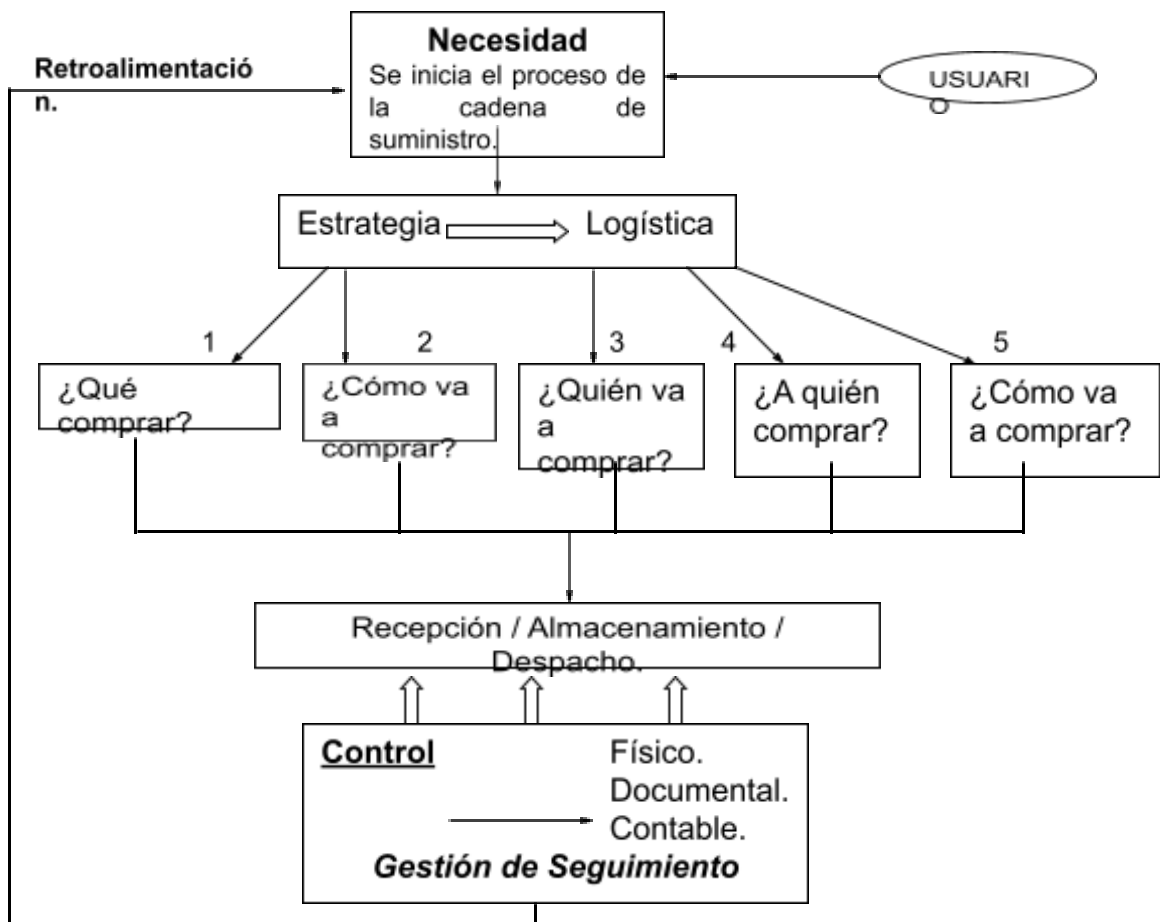 Necesidad
Se inicia el proceso de
la cadena de
suministro.
Retroalimentació
n.
USUARI
O
Estrategia Logística
1 2 3 4 5
¿Qué
comprar?
¿Cómo va
a
comprar?
¿Quién va
a
comprar?
¿A quién
comprar?
¿Cómo va
a comprar?
Recepción / Almacenamiento /
Despacho.
Control
Físico.
Documental.
Contable.
Gestión de Seguimiento